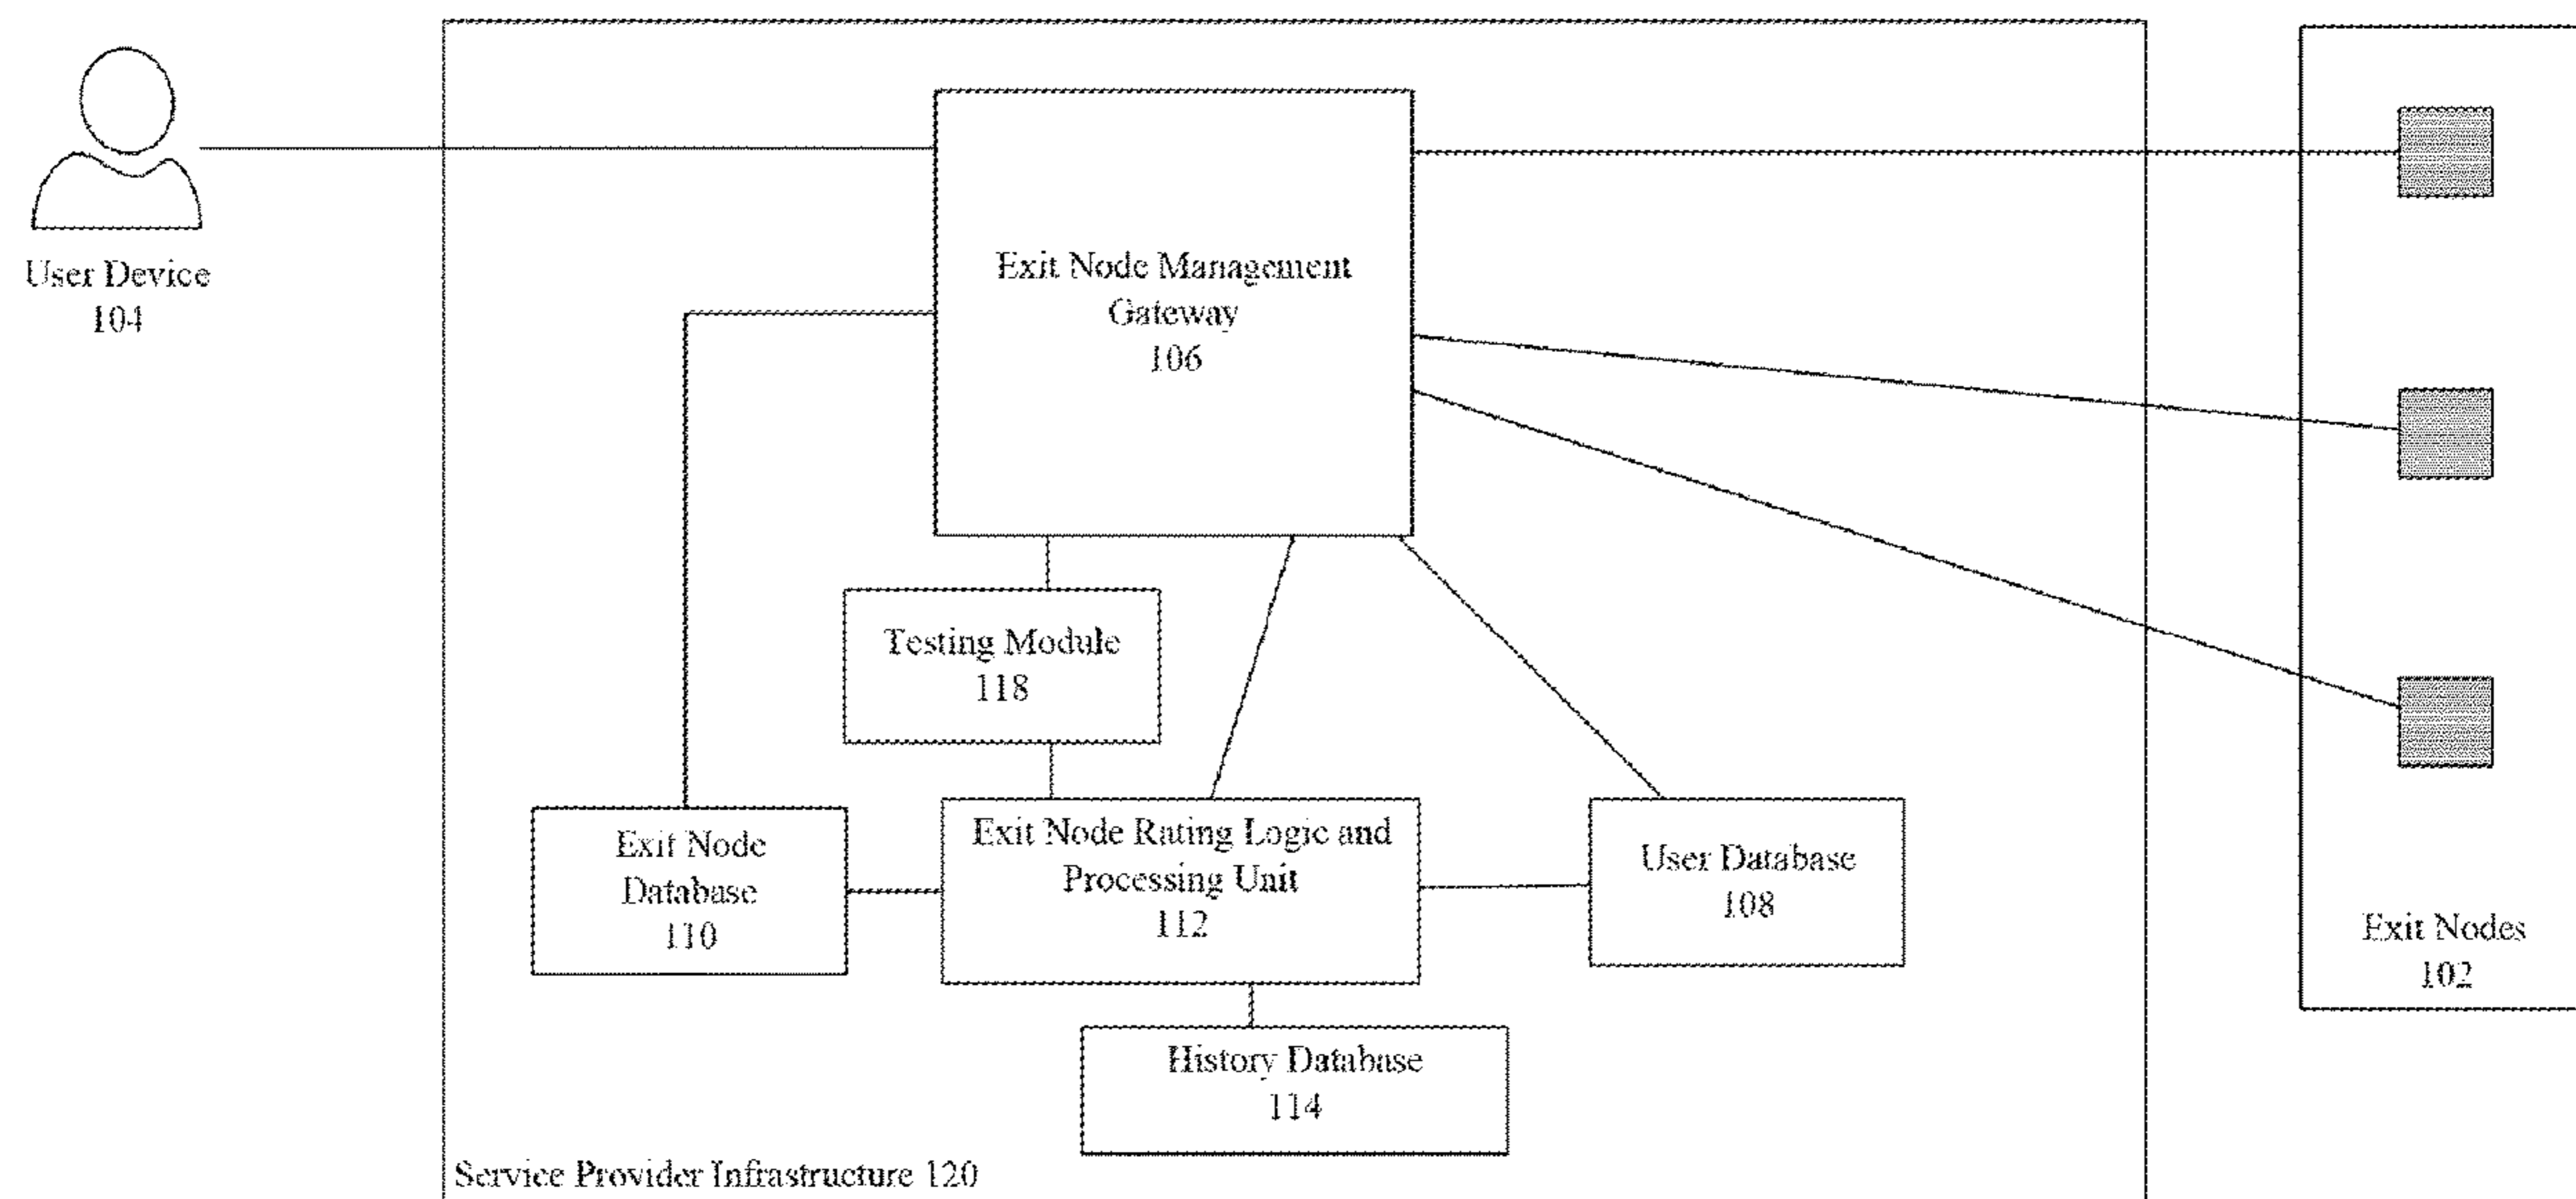 User Device
104
Exit Node Management
Gateway
106
Testing Module
118
Exit Node
Database
110
Exit Node Rating Logic and
Processing Unit
112
User Database
108
Exit Nodes
102
History Database
114
Service Provider Infrastructure 120